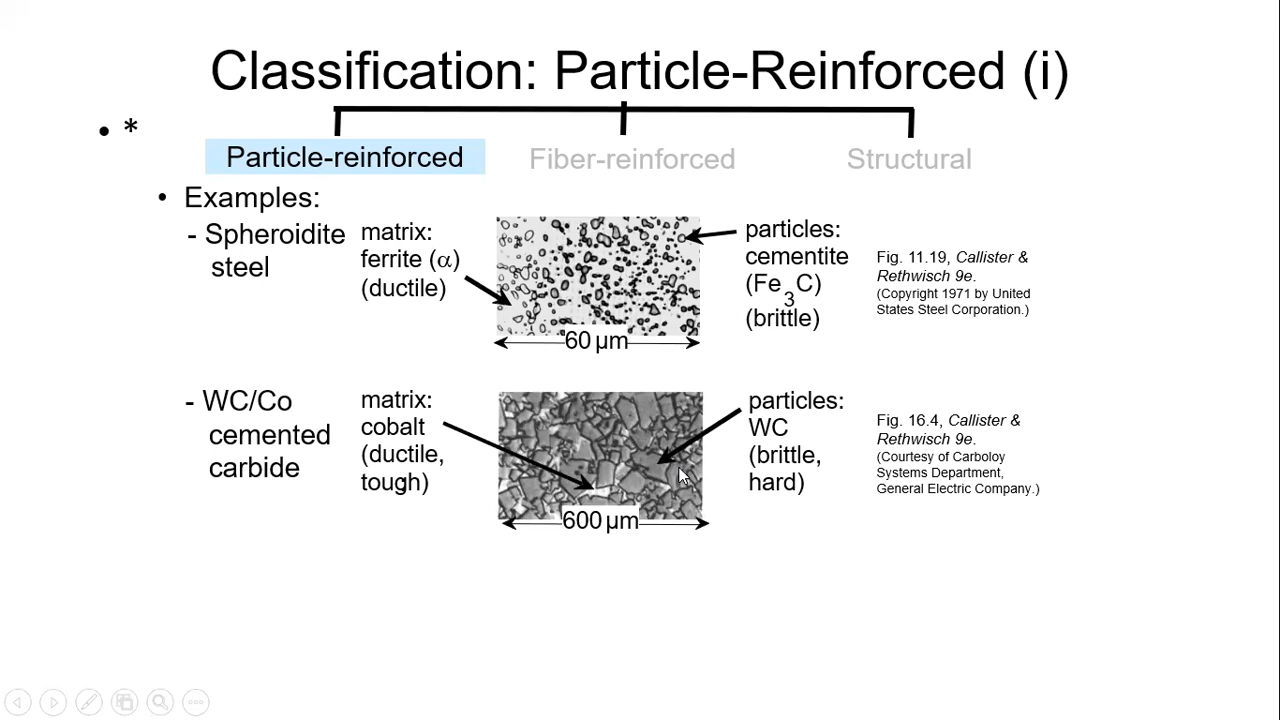 Classification: Particle-Reinforced (i)
• *
Particle-reinforced
Fiber-reinforced
Structural
• Examples:
- Spheroidite
steel
matrix:
ferrite (α)
(ductile)
60 μm
particles:
cementite
(Fe3C)
(brittle)
Fig. 11.19, Callister &
Rethwisch 9e.
(Copyright 1971 by United
States Steel Corporation.)
- WC/Co
cemented
carbide
matrix:
cobalt
(ductile,
tough)
600 μm
particles:
WC
(brittle,
hard)
Fig. 16.4, Callister &
Rethwisch 9e.
(Courtesy of Carboloy
Systems Department,
General Electric Company.)